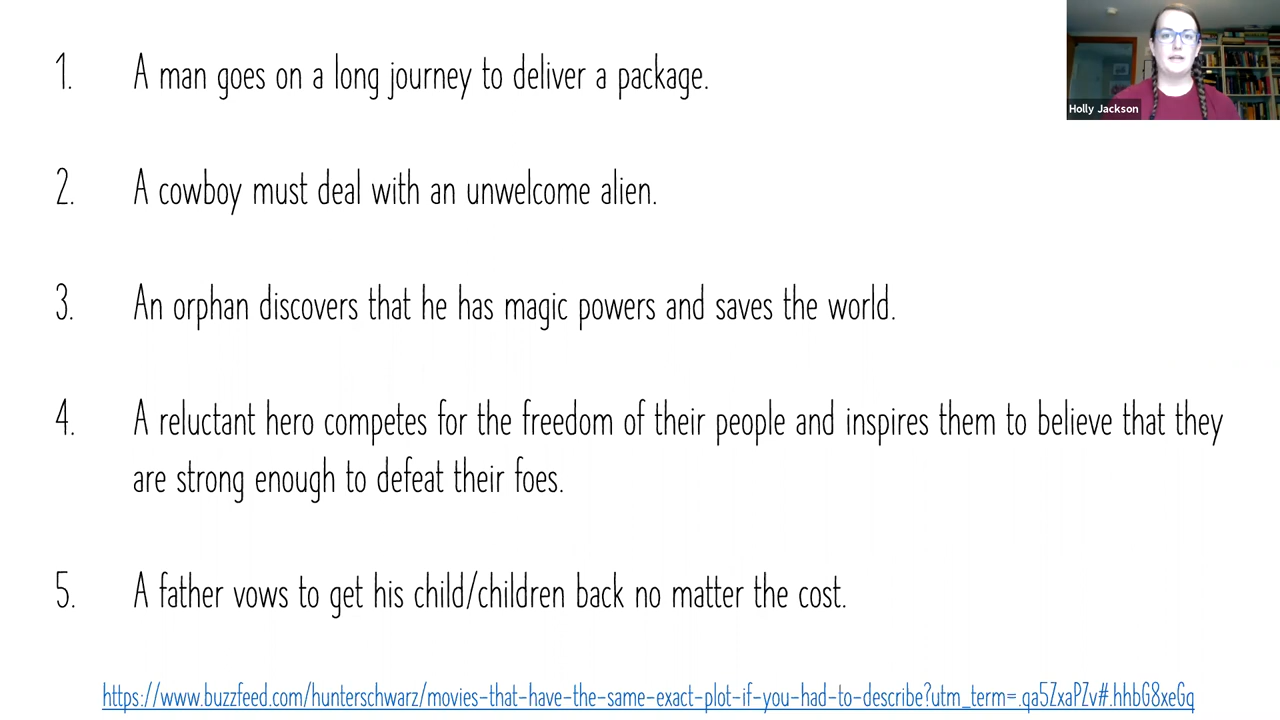 1. A man goes on a long journey to deliver a package.
Holly Jackson
2. A cowboy must deal with an unwelcome alien.
3. An orphan discovers that he has magic powers and saves the world.
4. A reluctant hero competes for the freedom of their people and inspires them to believe that they
are strong enough to defeat their foes.
5. A father vows to get his child/children back no matter the cost.
https://www.buzzfeed.com/hunterschwarz/movies-that-have-the-same-exact-plot-if-you-had-to-describe?utm_term=.qa5ZxaPZv#.hhbG8xeGq